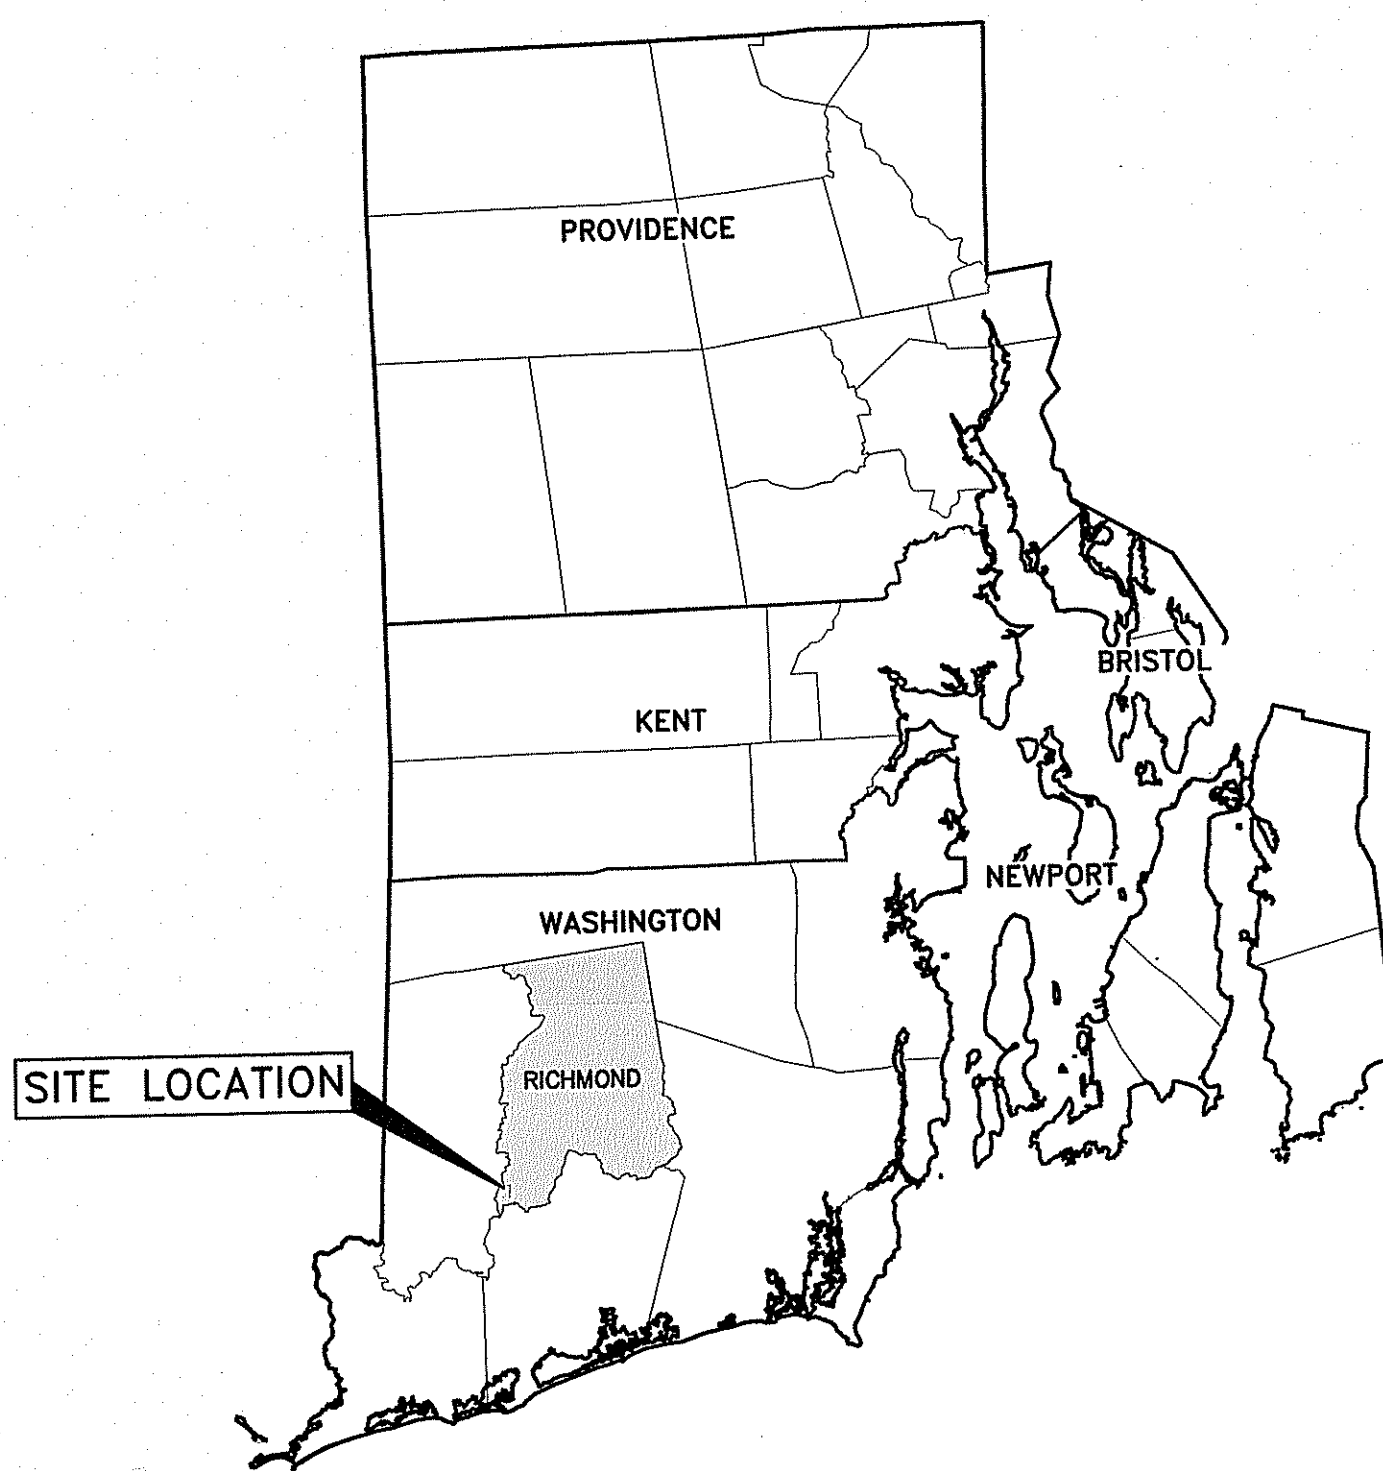 PROVIDENCE
BRISTOL
KENT
NEWPORT
WASHINGTON
RICHMOND
SITE LOCATION